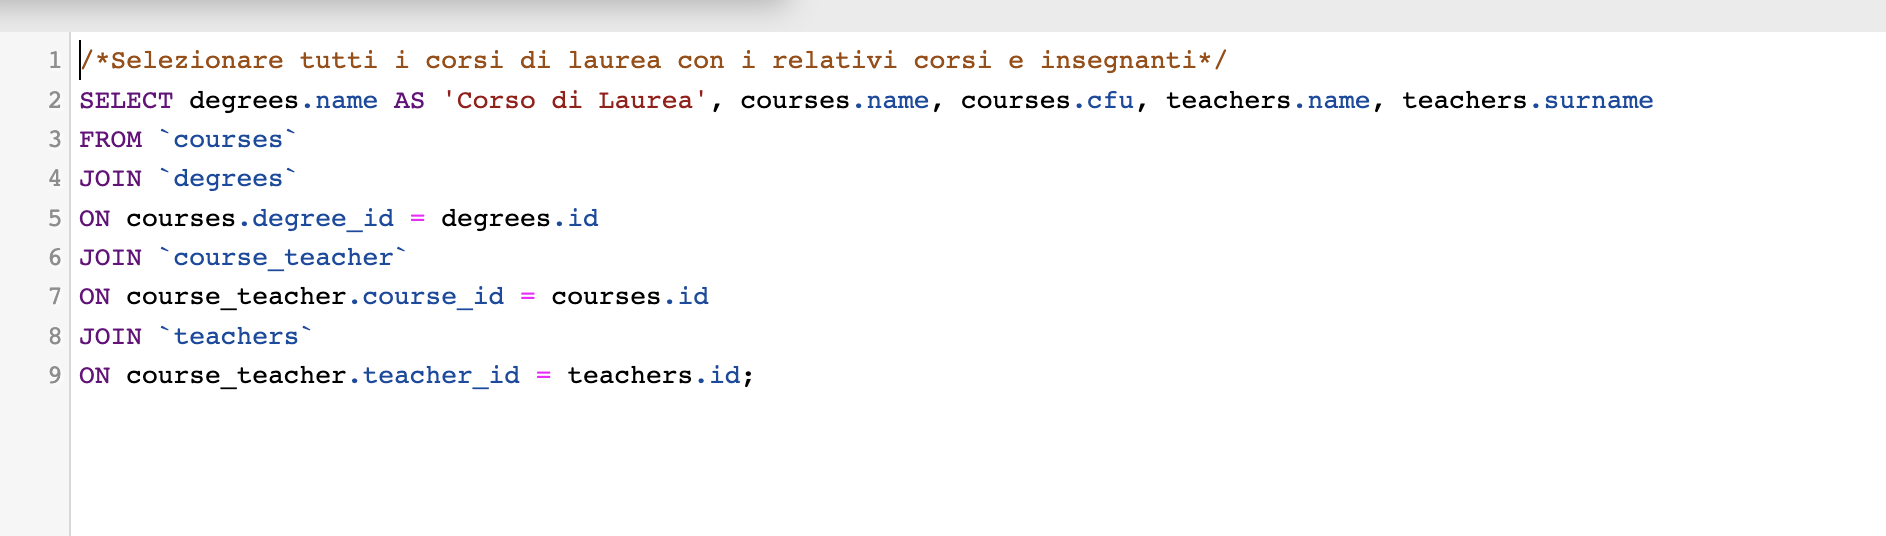 1 /*Selezionare tutti i corsi di laurea con i relativi corsi e insegnanti*/
2 SELECT degrees.name AS 'Corso di Laurea', courses.name, courses.cfu, teachers.name, teachers.surname
3 FROM `courses`
4 JOIN `degrees`
5 ON courses.degree_id = degrees.id
6 JOIN `course_teacher`
7 ON course_teacher.course_id = courses.id
8 JOIN `teachers`
9 ON course_teacher.teacher_id = teachers.id;